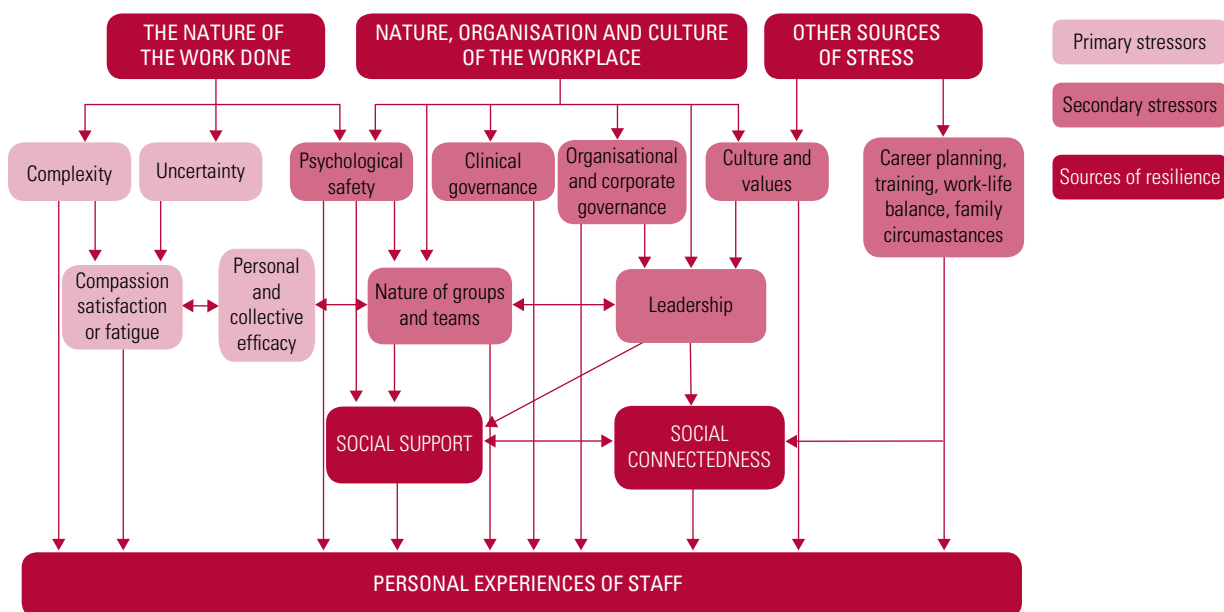 THE NATURE OF
THE WORK DONE
NATURE, ORGANISATION AND CULTURE
OF THE WORKPLACE
OTHER SOURCES
OF STRESS
Primary stressors
Secondary stressors
Sources of resilience
Complexity
Uncertainty
Psychological
safety
Clinical
governance
Organisational
and corporate
governance
Culture and
values
Career planning,
training, work-life
balance, family
circumastances
Compassion
satisfaction
or fatigue
Personal
and
collective
efficacy
Nature of groups
and teams
Leadership
SOCIAL SUPPORT
SOCIAL
CONNECTEDNESS
PERSONAL EXPERIENCES OF STAFF